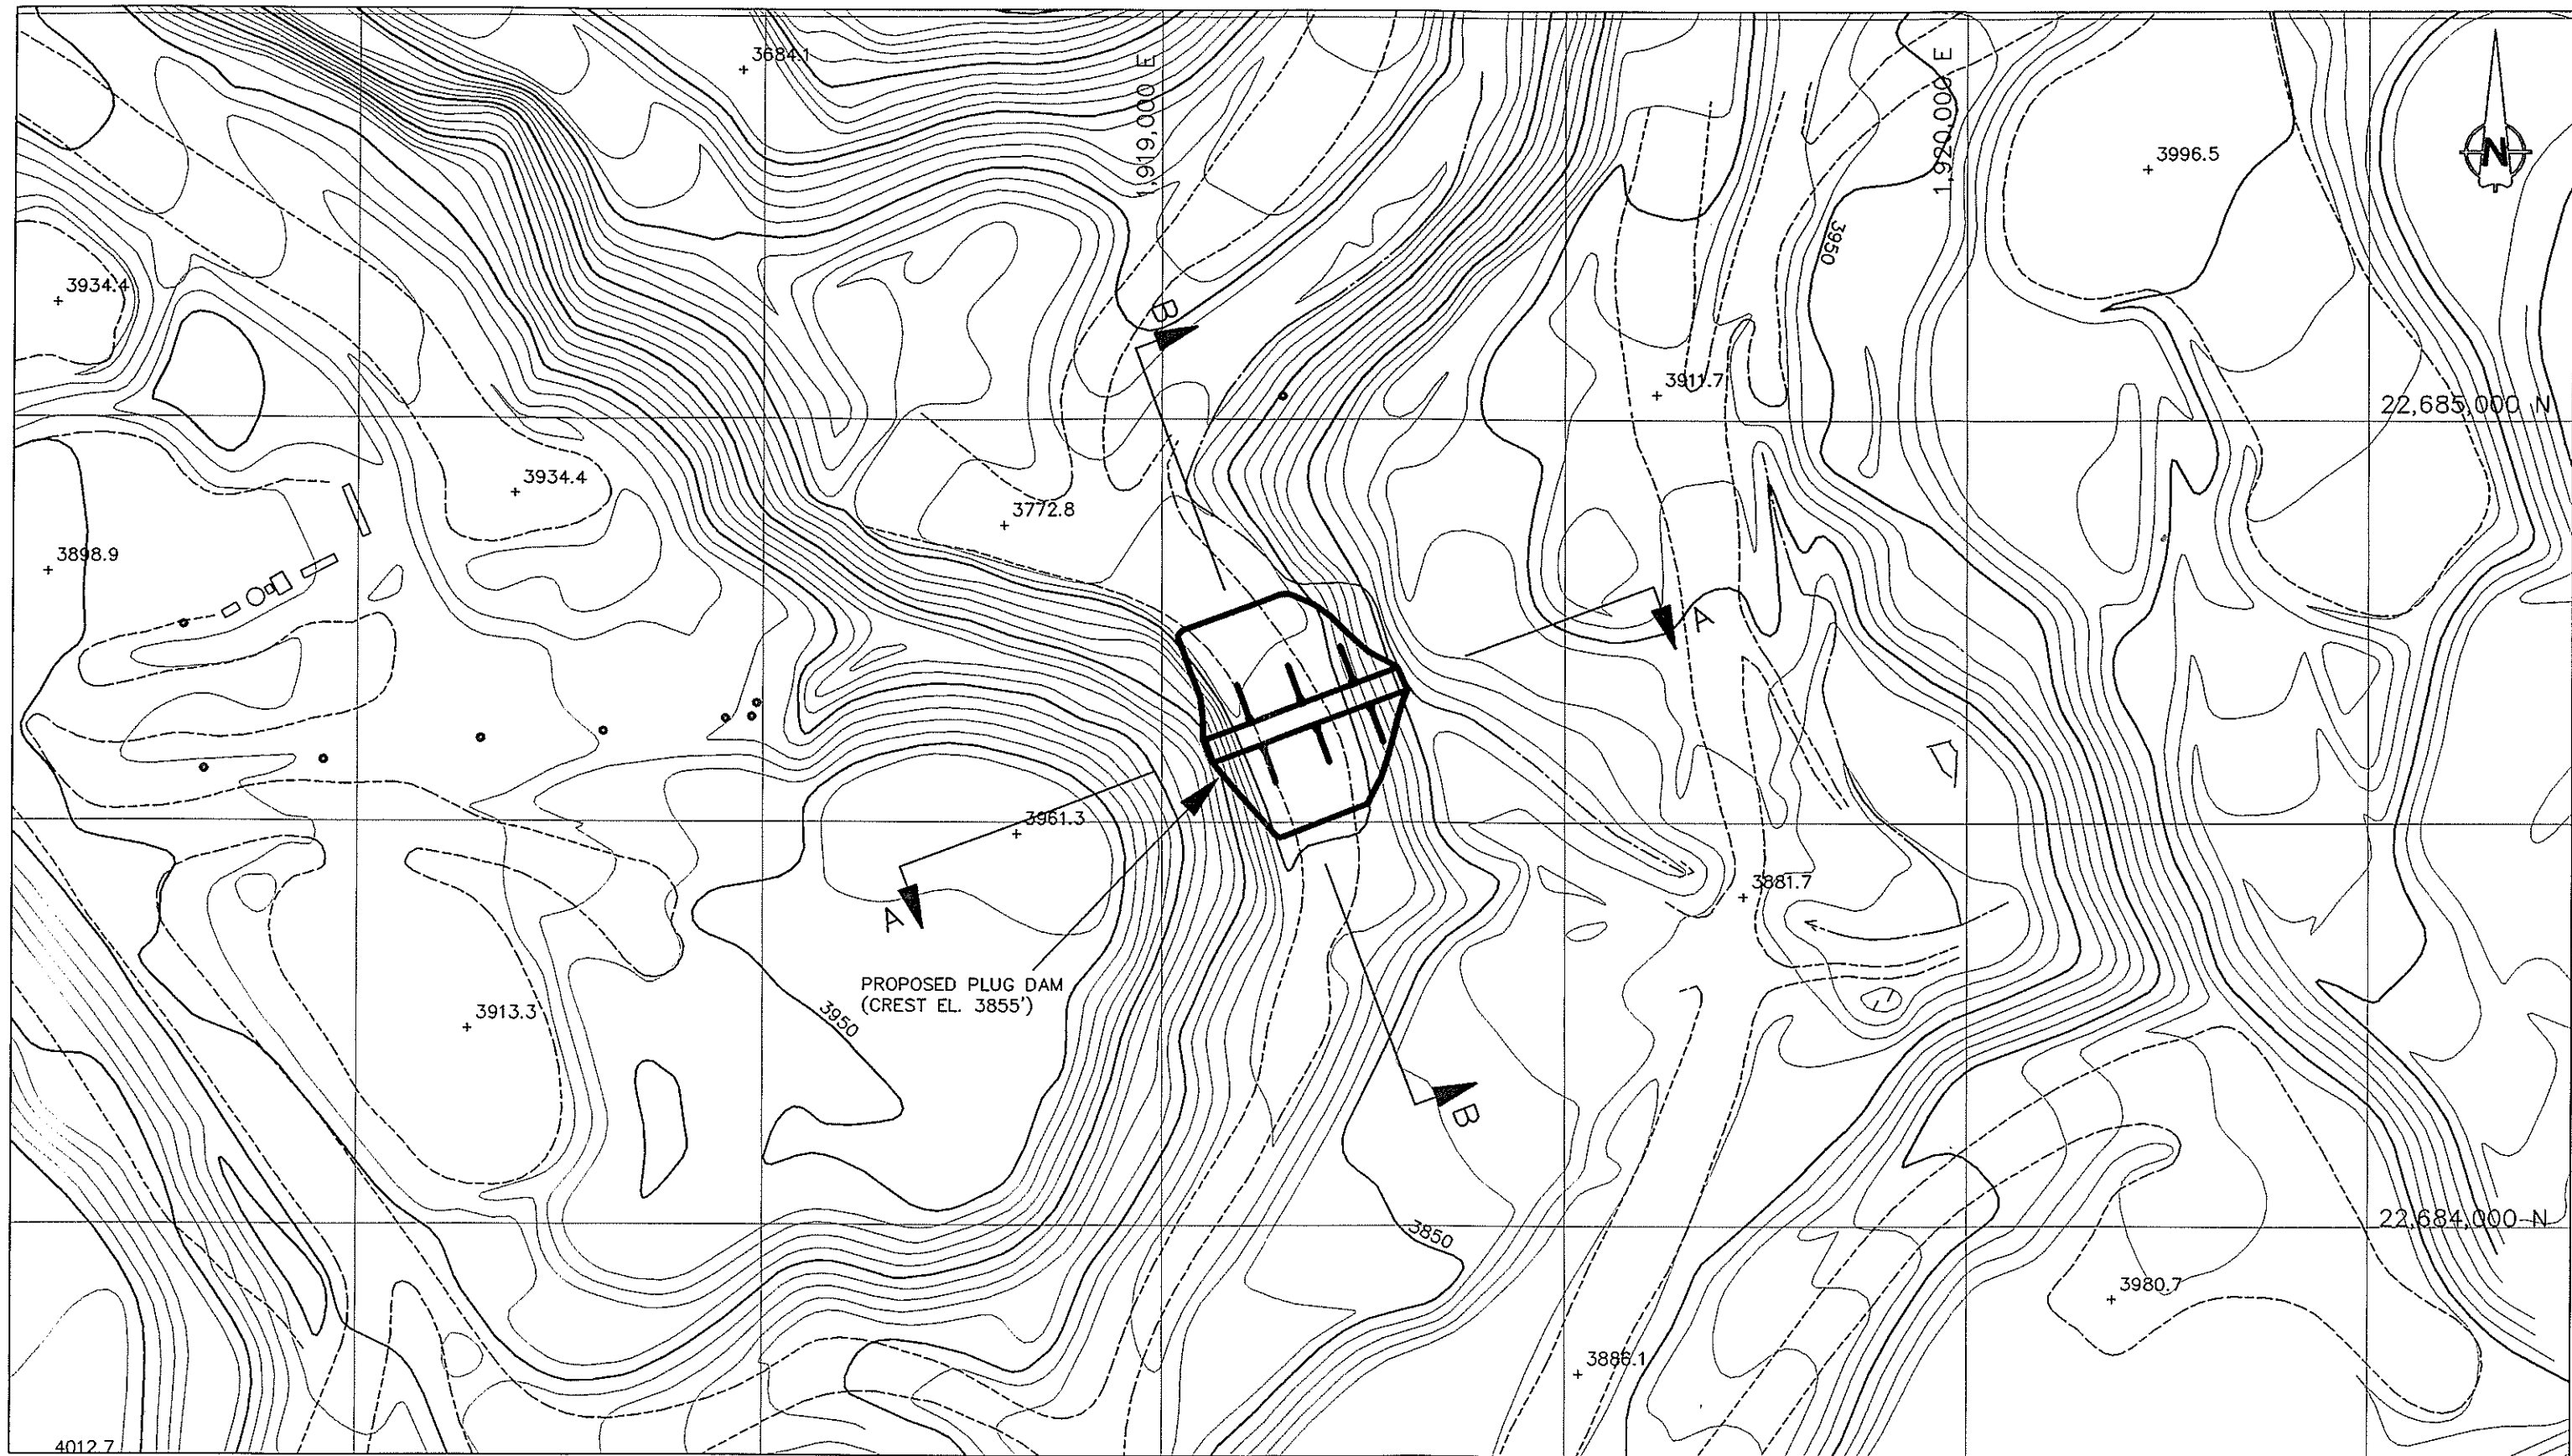 3684.1
1,919,000 E
1,920,000 E
3996.5
N
3950
3934.4
B
3911.7
22,685,000 N
3934.4
3772.8
3898.9
A
3961.3
3881.7
A
PROPOSED PLUG DAM
(CREST EL. 3855')
3950
3913.3
B
3850
22,684,000 N
3980.7
3886.1
4012.7